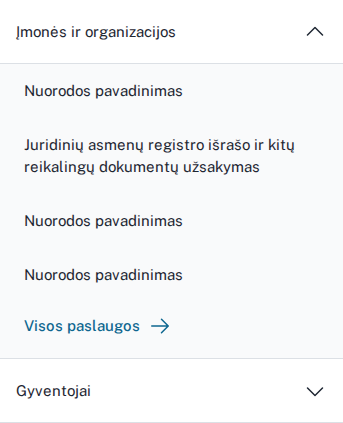 Įmonės ir organizacijos
Nuorodos pavadinimas
Juridinių asmenų registro išrašo ir kitų
reikalingų dokumentų užsakymas
Nuorodos pavadinimas
Nuorodos pavadinimas
Visos paslaugos
Gyventojai